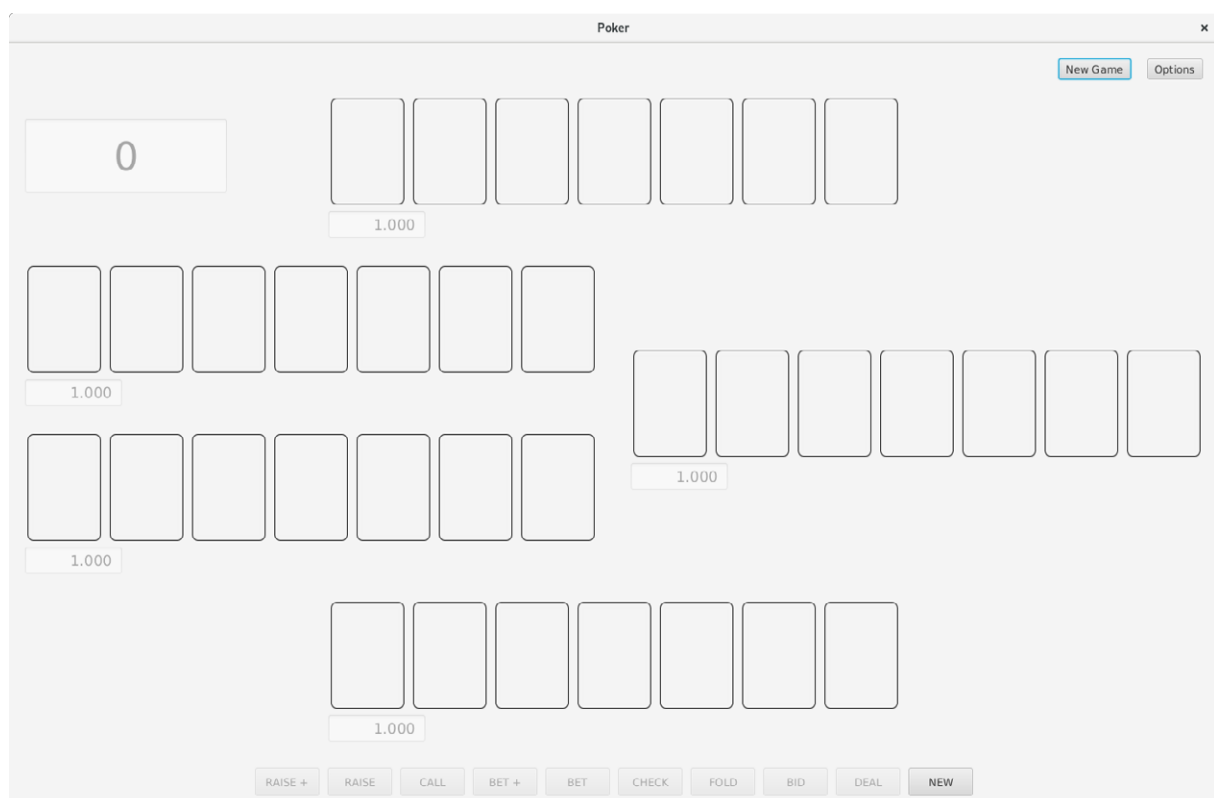 Poker ×
New Game Options
0
1.000
1.000
1.000
1.000
1.000
RAISE + RAISE CALL BET + BET CHECK FOLD BID DEAL NEW